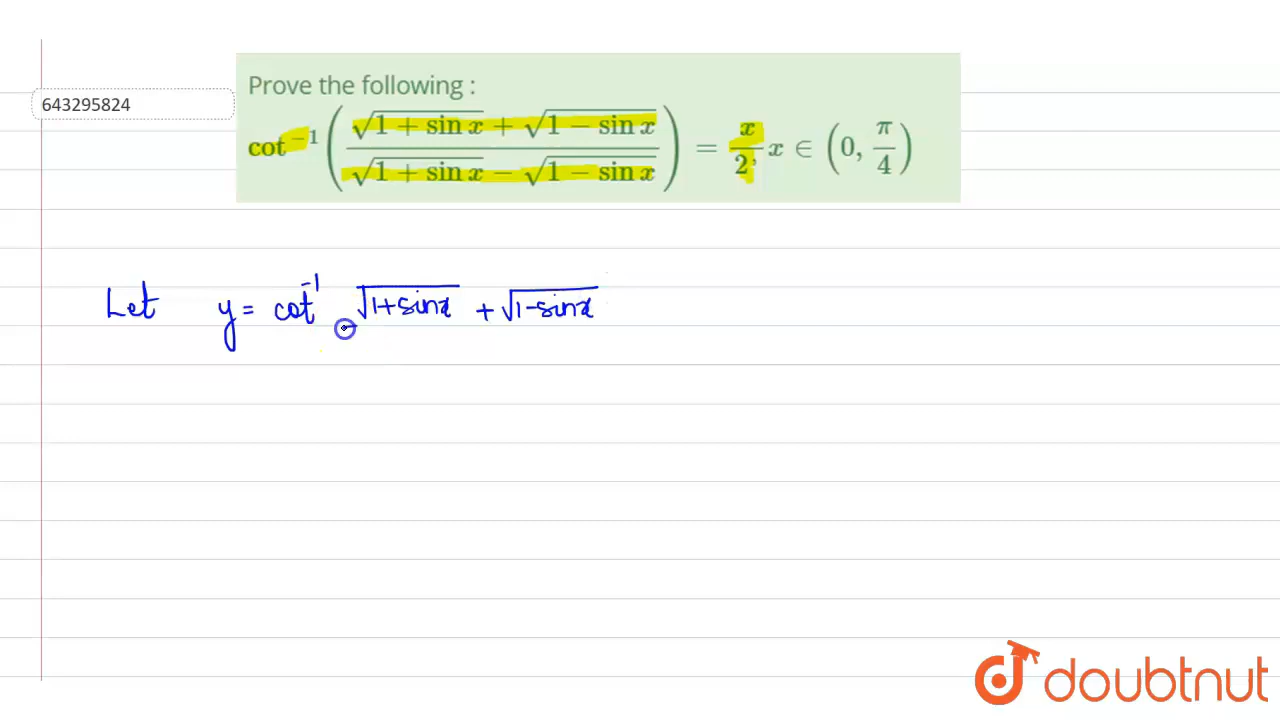 Prove the following :
643295824
cot⁻¹((√(1 + sin x) + √(1 − sin x))/(√(1 + sin x) − √(1 − sin x))) = x/2, x ∈ (0, π/4)
Let y = cot⁻¹ √(1+sinx) + √(1-sinx)
doubtnut